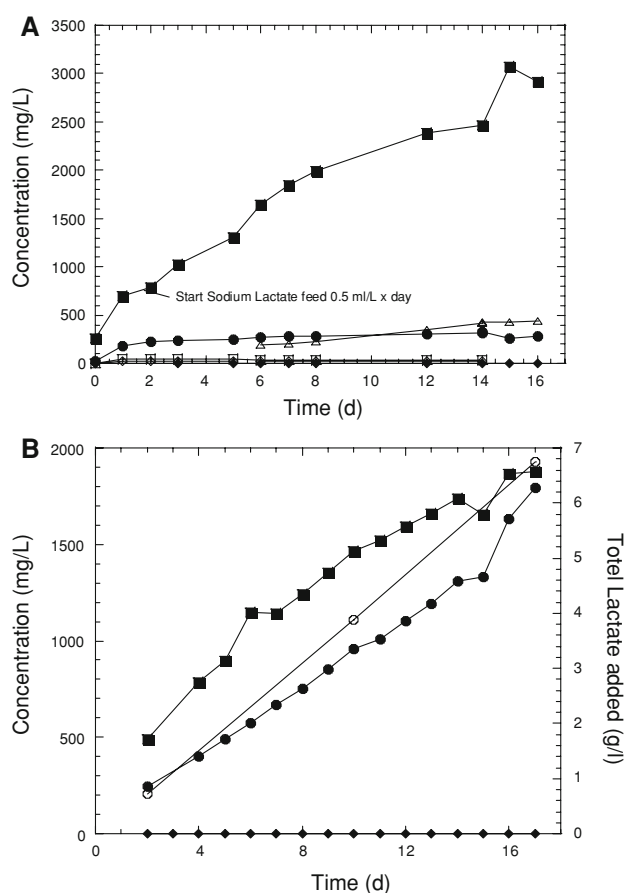 A
Concentration (mg/L)
3500
3000
2500
2000
1500
1000
500
0
Start Sodium Lactate feed 0.5 ml/L x day
0 2 4 6 8 10 12 14 16
Time (d)
B
Concentration (mg/L)
2000
1500
1000
500
0
7
6
5
4
3
2
1
0
Totel Lactate added (g/l)
0 4 8 12 16
Time (d)